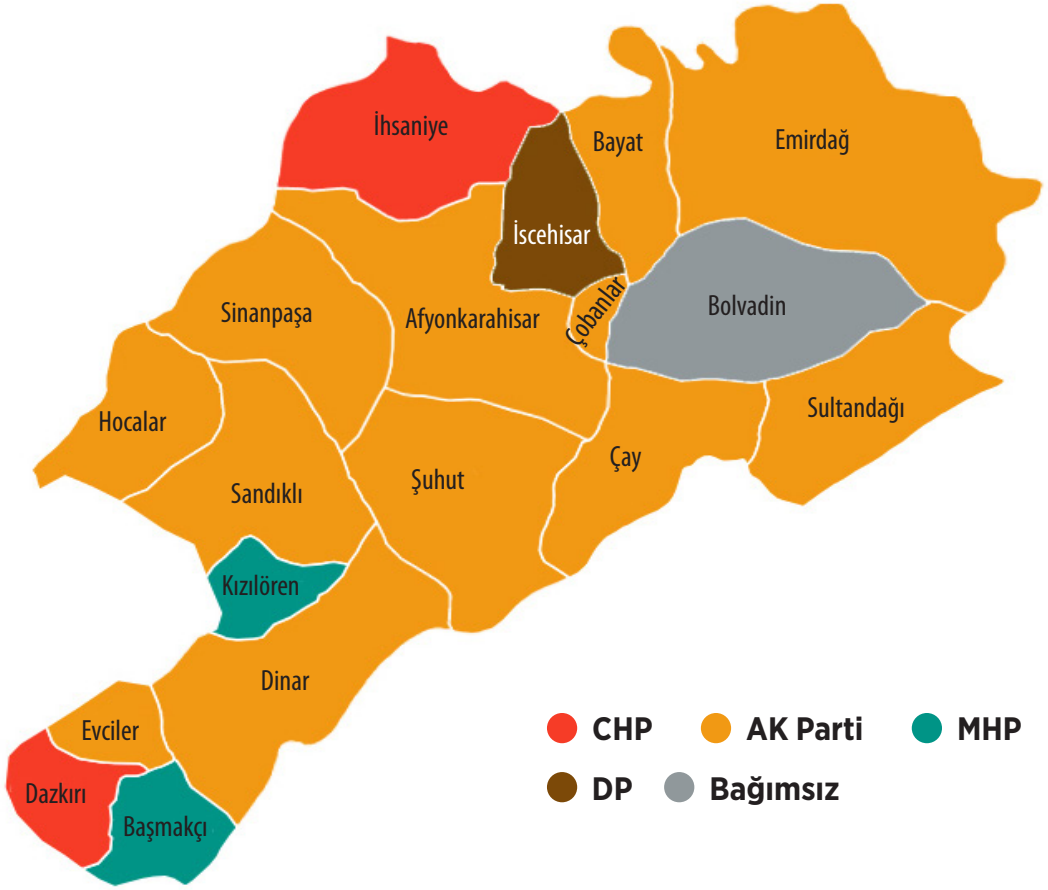 İhsaniye
Bayat
Emirdağ
İscehisar
Sinanpaşa
Afyonkarahisar
Çobanlar
Bolvadin
Hocalar
Sultandağı
Sandıklı
Şuhut
Çay
Kızılören
Dinar
Evciler
Dazkırı
Başmakçı
CHP AK Parti MHP
DP Bağımsız